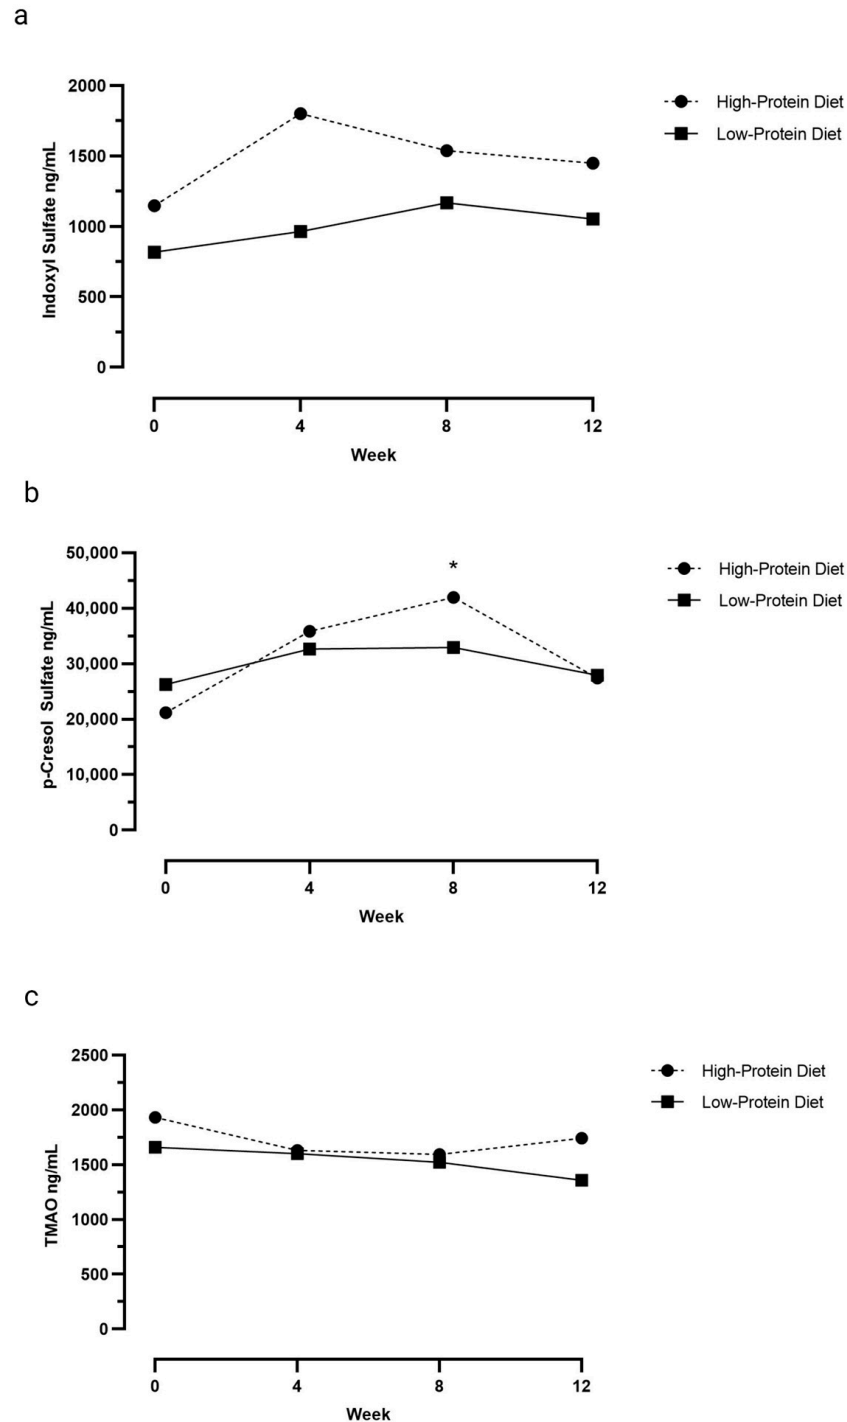 a
2000
1500
1000
500
0
Indoxyl Sulfate ng/mL
0 4 8 12
Week
High-Protein Diet
Low-Protein Diet
b
50,000
40,000
30,000
20,000
10,000
0
p-Cresol Sulfate ng/mL
*
0 4 8 12
Week
High-Protein Diet
Low-Protein Diet
c
2500
2000
1500
1000
500
0
TMAO ng/mL
0 4 8 12
Week
High-Protein Diet
Low-Protein Diet